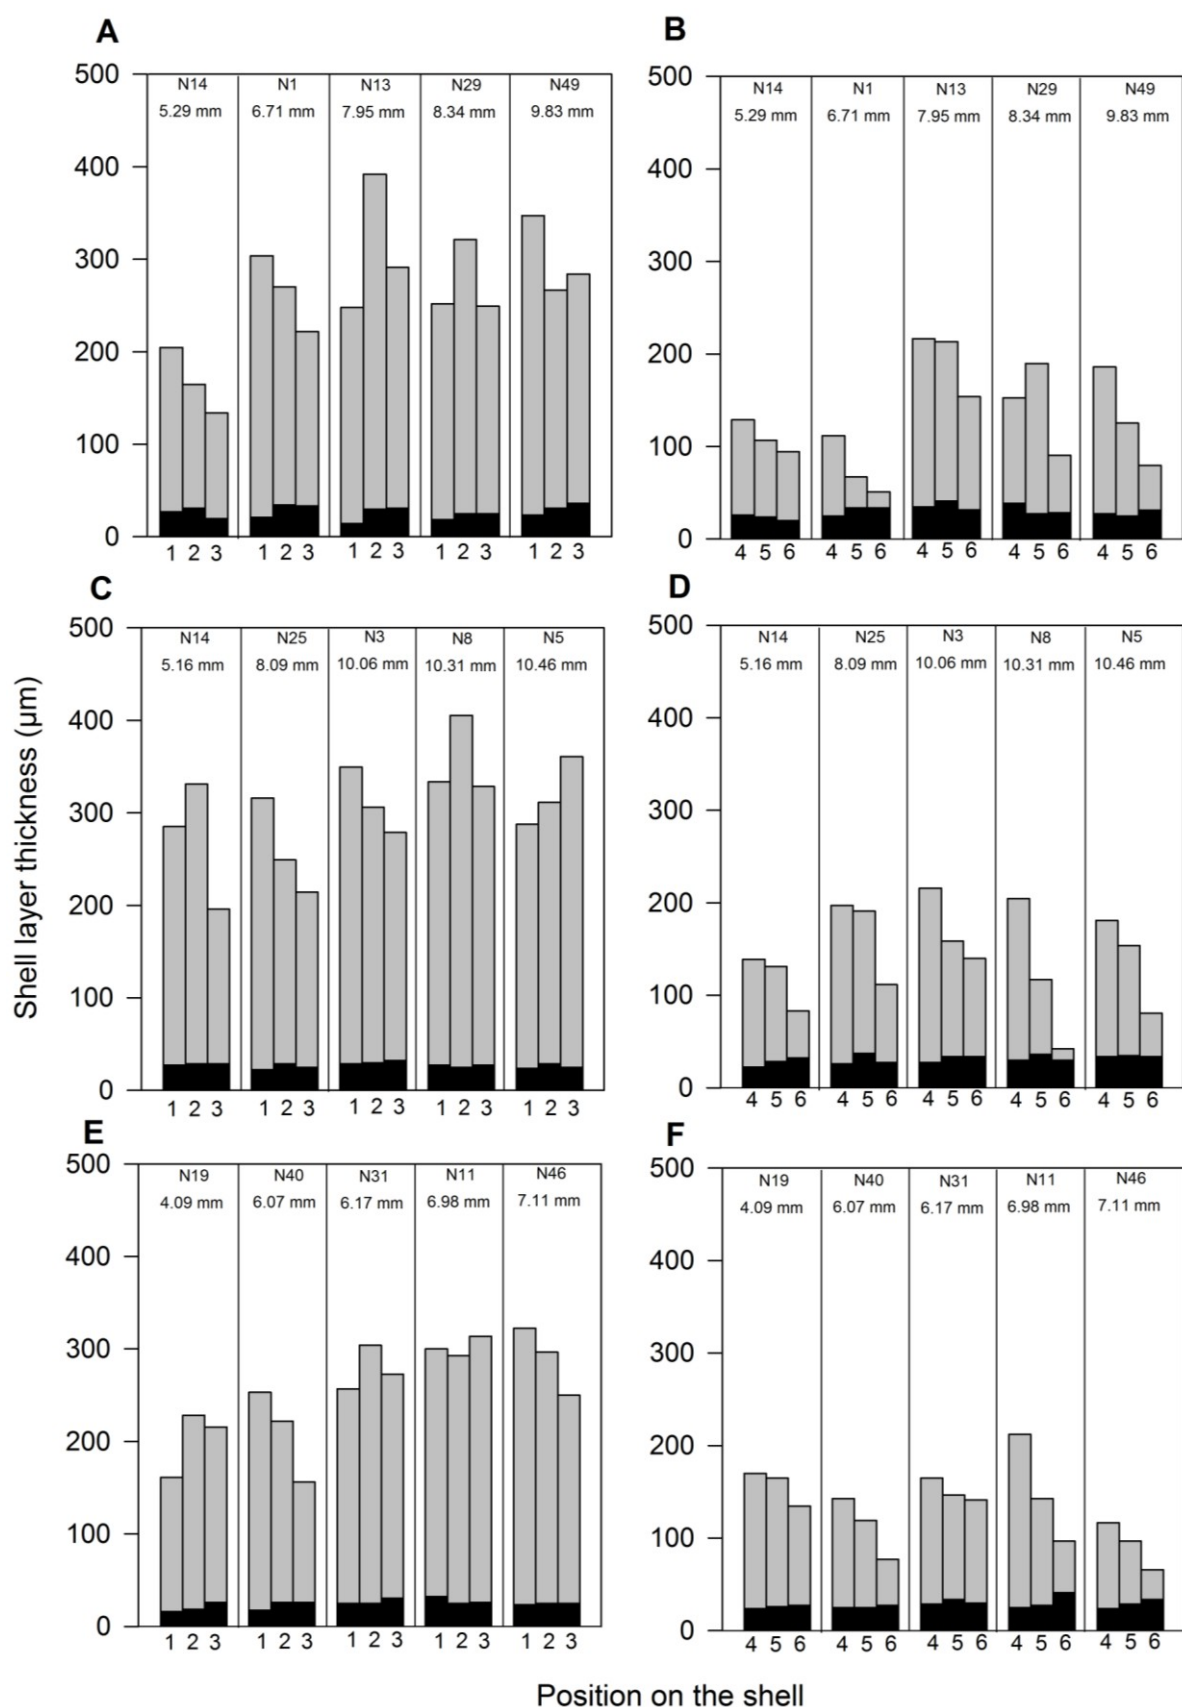 A
500
400
300
200
100
0
N14 N1 N13 N29 N49
5.29 mm 6.71 mm 7.95 mm 8.34 mm 9.83 mm
1 2 3 1 2 3 1 2 3 1 2 3 1 2 3
B
500
400
300
200
100
0
N14 N1 N13 N29 N49
5.29 mm 6.71 mm 7.95 mm 8.34 mm 9.83 mm
4 5 6 4 5 6 4 5 6 4 5 6 4 5 6
Shell layer thickness (μm)
C
500
400
300
200
100
0
N14 N25 N3 N8 N5
5.16 mm 8.09 mm 10.06 mm 10.31 mm 10.46 mm
1 2 3 1 2 3 1 2 3 1 2 3 1 2 3
D
500
400
300
200
100
0
N14 N25 N3 N8 N5
5.16 mm 8.09 mm 10.06 mm 10.31 mm 10.46 mm
4 5 6 4 5 6 4 5 6 4 5 6 4 5 6
E
500
400
300
200
100
0
N19 N40 N31 N11 N46
4.09 mm 6.07 mm 6.17 mm 6.98 mm 7.11 mm
1 2 3 1 2 3 1 2 3 1 2 3 1 2 3
F
500
400
300
200
100
0
N19 N40 N31 N11 N46
4.09 mm 6.07 mm 6.17 mm 6.98 mm 7.11 mm
4 5 6 4 5 6 4 5 6 4 5 6 4 5 6
Position on the shell